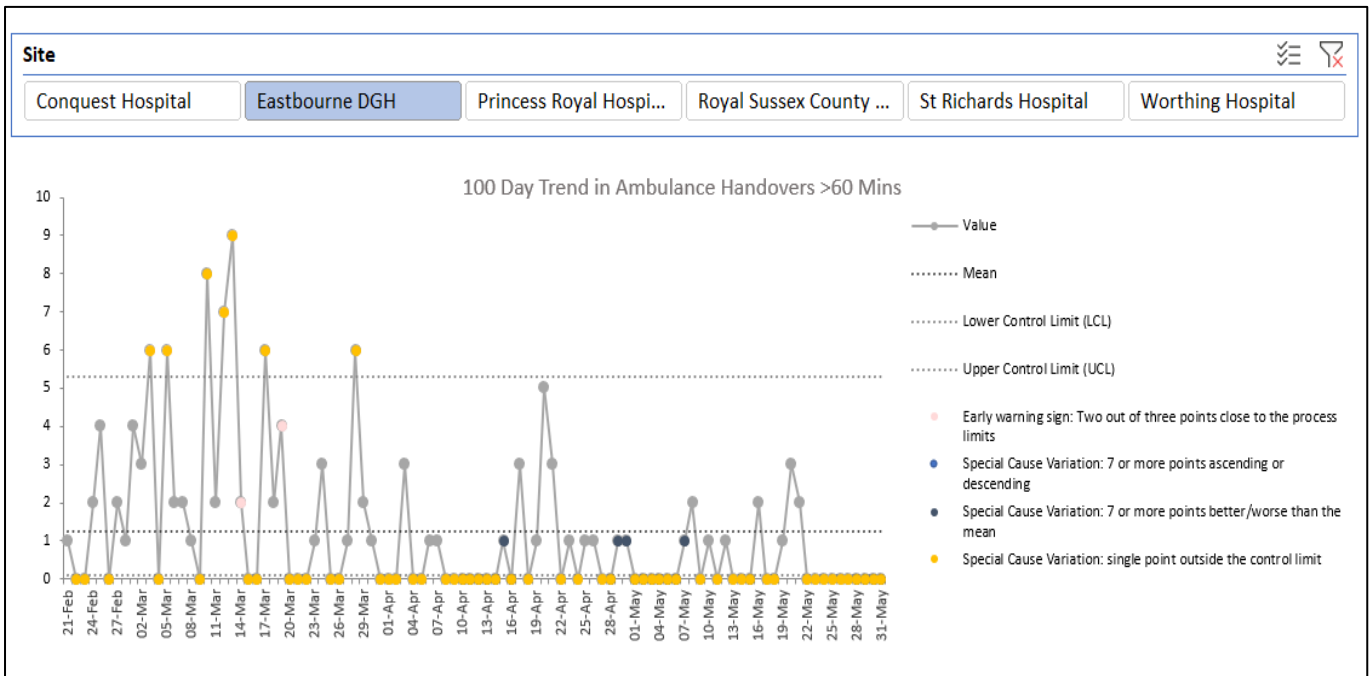 Site
Conquest Hospital
Eastbourne DGH
Princess Royal Hospi...
Royal Sussex County ...
St Richards Hospital
Worthing Hospital
100 Day Trend in Ambulance Handovers >60 Mins
10
9
8
7
6
5
4
3
2
1
0
21-Feb
24-Feb
27-Feb
02-Mar
05-Mar
08-Mar
11-Mar
14-Mar
17-Mar
20-Mar
23-Mar
26-Mar
29-Mar
01-Apr
04-Apr
07-Apr
10-Apr
13-Apr
16-Apr
19-Apr
22-Apr
25-Apr
28-Apr
01-May
04-May
07-May
10-May
13-May
16-May
19-May
22-May
25-May
28-May
31-May
Value
Mean
Lower Control Limit (LCL)
Upper Control Limit (UCL)
Early warning sign: Two out of three points close to the process
limits
Special Cause Variation: 7 or more points ascending or
descending
Special Cause Variation: 7 or more points better/worse than the
mean
Special Cause Variation: single point outside the control limit